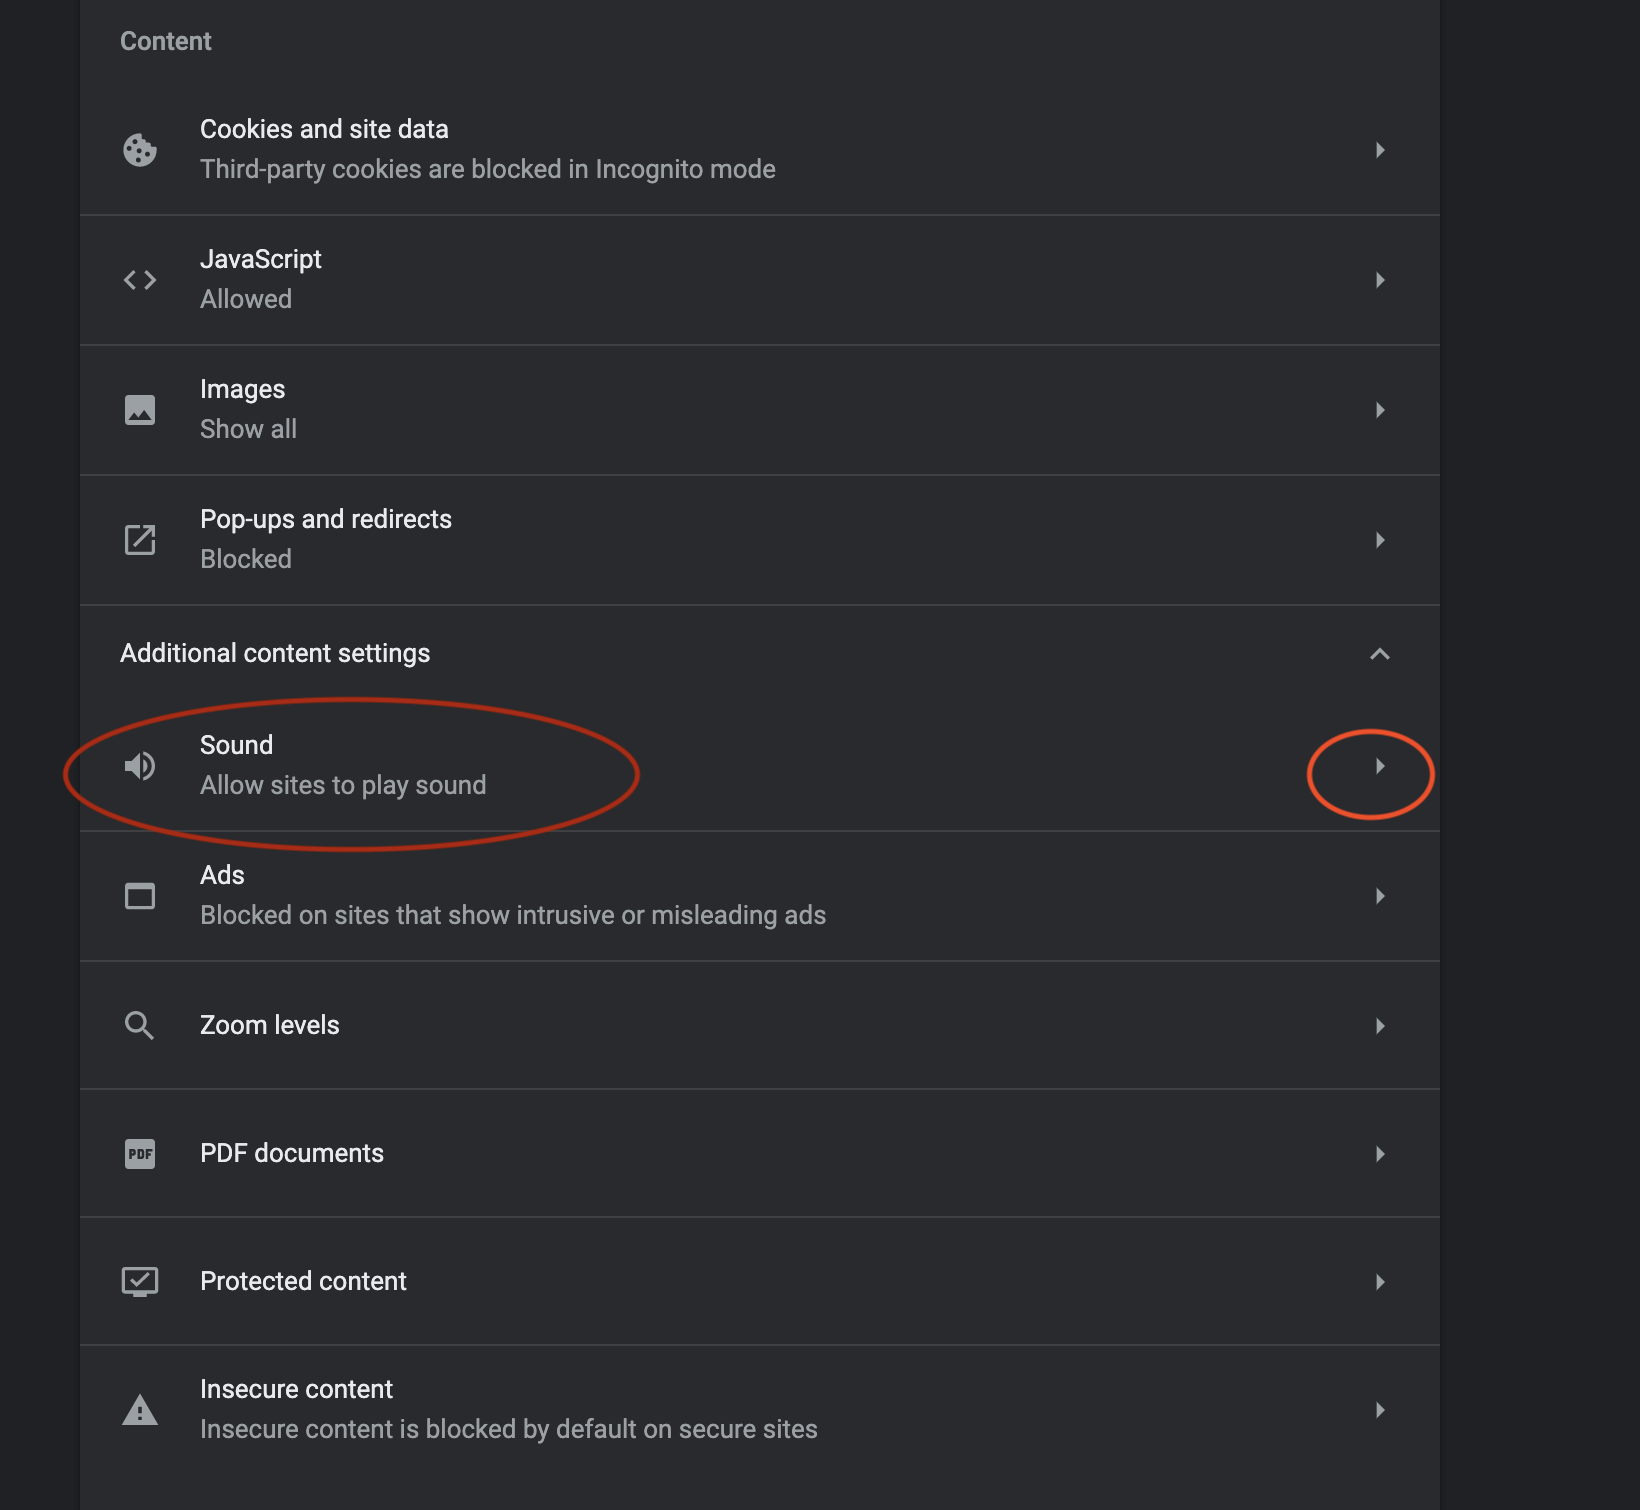 Content
Cookies and site data
Third-party cookies are blocked in Incognito mode
JavaScript
Allowed
Images
Show all
Pop-ups and redirects
Blocked
Additional content settings
Sound
Allow sites to play sound
Ads
Blocked on sites that show intrusive or misleading ads
Zoom levels
PDF
PDF documents
Protected content
Insecure content
Insecure content is blocked by default on secure sites